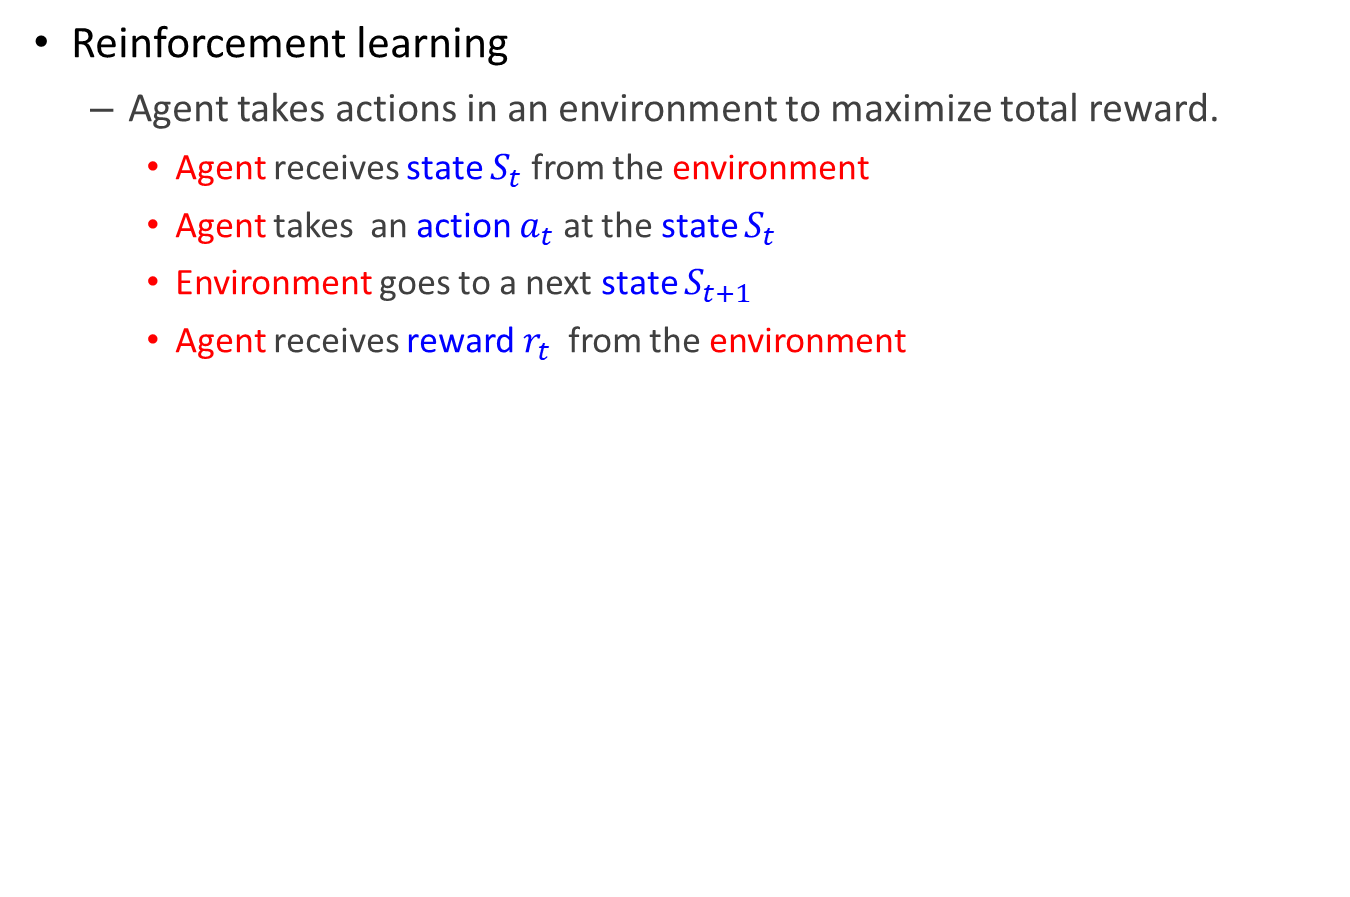 • Reinforcement learning
– Agent takes actions in an environment to maximize total reward.
• Agent receives state $S_t$ from the environment
• Agent takes an action $a_t$ at the state $S_t$
• Environment goes to a next state $S_{t+1}$
• Agent receives reward $r_t$ from the environment